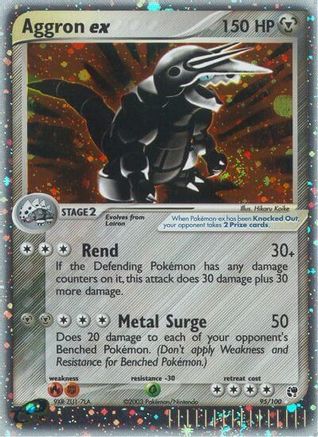 Aggron ex 150 HP
Illus. Hikaru Koike
STAGE 2
Evolves from
Lairon
When Pokémon-ex has been Knocked Out,
your opponent takes 2 Prize cards.
Rend 30+
If the Defending Pokémon has any damage
counters on it, this attack does 30 damage plus 30
more damage.
Metal Surge 50
Does 20 damage to each of your opponent's
Benched Pokémon. (Don't apply Weakness and
Resistance for Benched Pokémon.)
weakness resistance -30 retreat cost
©2003 Pokémon/Nintendo 95/100